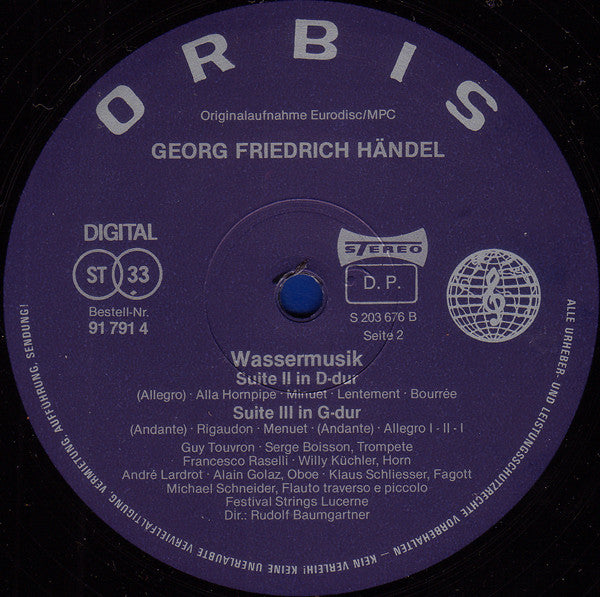 ORBIS
Originalaufnahme Eurodisc/MPC
GEORG FRIEDRICH HÄNDEL
DIGITAL
ST 33
Bestell-Nr.
91 791 4
STEREO
D. P.
S 203 676 B
Seite 2
Wassermusik
Suite II in D-dur
(Allegro) · Alla Hornpipe · Minuet · Lentement · Bourrée
Suite III in G-dur
(Andante) · Rigaudon · Menuet · (Andante) · Allegro I - II - I
Guy Touvron · Serge Boisson, Trompete
Francesco Raselli · Willy Küchler, Horn
André Lardrot · Alain Golaz, Oboe · Klaus Schliesser, Fagott
Michael Schneider, Flauto traverso e piccolo
Festival Strings Lucerne
Dir.: Rudolf Baumgartner
ALLE URHEBER- UND LEISTUNGSSCHUTZRECHTE VORBEHALTEN – KEIN VERLEIH! KEINE UNERLAUBTE VERVIELFÄLTIGUNG, VERMIETUNG, AUFFÜHRUNG, SENDUNG!